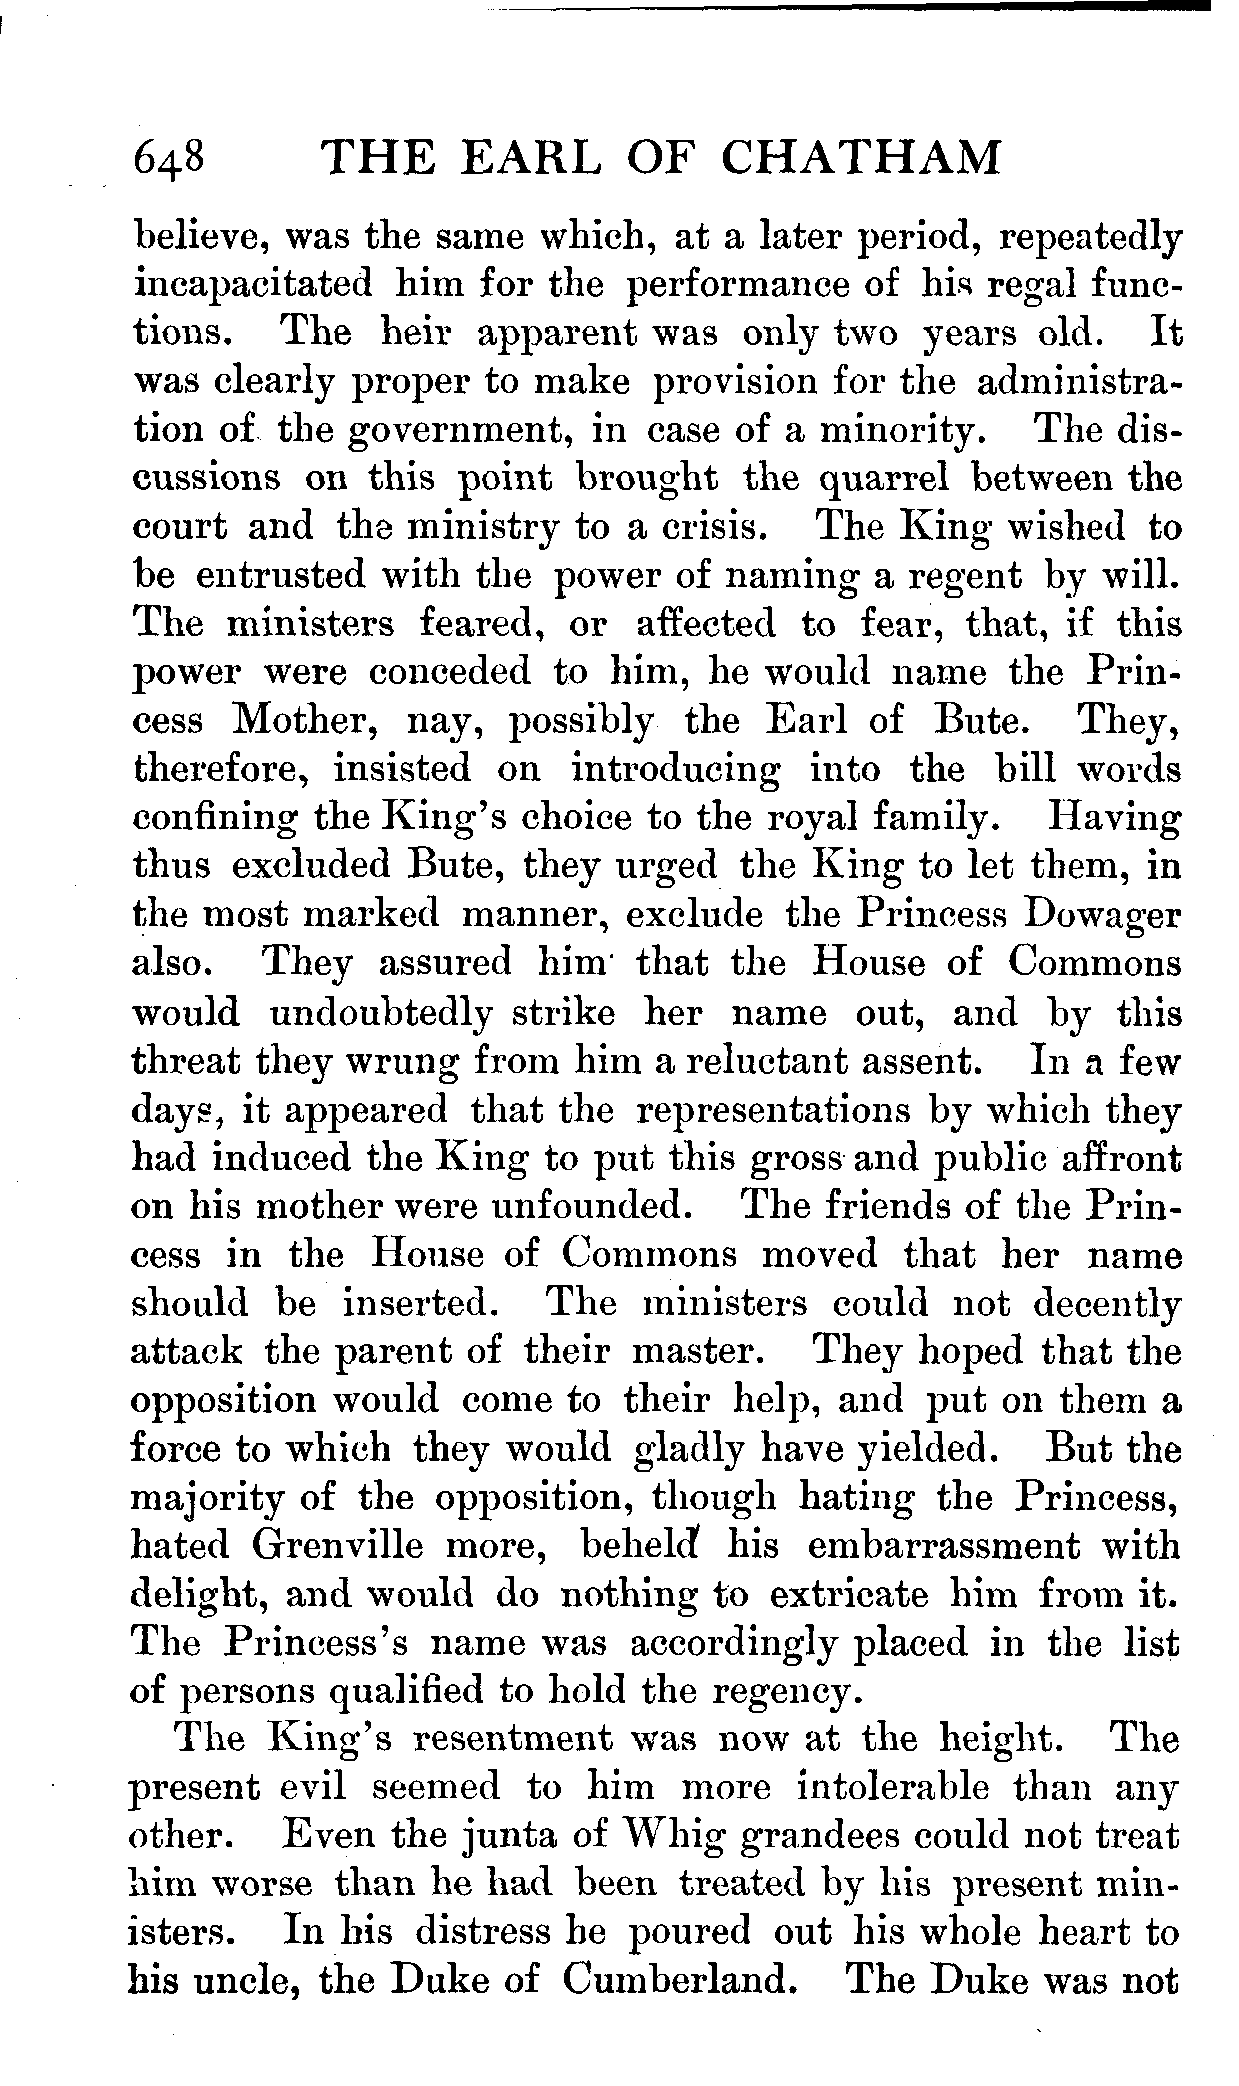 648 THE EARL OF CHATHAM
believe, was the same which, at a later period, repeatedly
incapacitated him for the performance of his regal func-
tions. The heir apparent was only two years old. It
was clearly proper to make provision for the administra-
tion of the government, in case of a minority. The dis-
cussions on this point brought the quarrel between the
court and the ministry to a crisis. The King wished to
be entrusted with the power of naming a regent by will.
The ministers feared, or affected to fear, that, if this
power were conceded to him, he would name the Prin-
cess Mother, nay, possibly the Earl of Bute. They,
therefore, insisted on introducing into the bill words
confining the King's choice to the royal family. Having
thus excluded Bute, they urged the King to let them, in
the most marked manner, exclude the Princess Dowager
also. They assured him that the House of Commons
would undoubtedly strike her name out, and by this
threat they wrung from him a reluctant assent. In a few
days, it appeared that the representations by which they
had induced the King to put this gross and public affront
on his mother were unfounded. The friends of the Prin-
cess in the House of Commons moved that her name
should be inserted. The ministers could not decently
attack the parent of their master. They hoped that the
opposition would come to their help, and put on them a
force to which they would gladly have yielded. But the
majority of the opposition, though hating the Princess,
hated Grenville more, beheld his embarrassment with
delight, and would do nothing to extricate him from it.
The Princess's name was accordingly placed in the list
of persons qualified to hold the regency.
The King's resentment was now at the height. The
present evil seemed to him more intolerable than any
other. Even the junta of Whig grandees could not treat
him worse than he had been treated by his present min-
isters. In his distress he poured out his whole heart to
his uncle, the Duke of Cumberland. The Duke was not